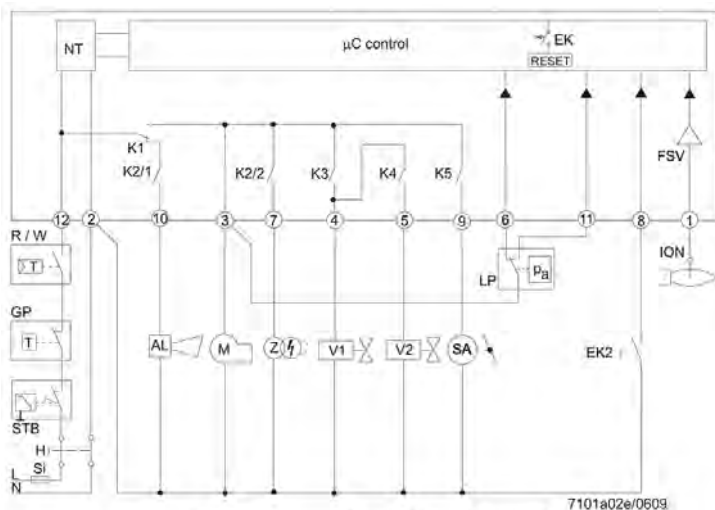 NT
μC control
EK
RESET
FSV
K1
K2/1
K2/2
K3
K4
K5
12
2
10
3
7
4
5
9
6
11
8
1
R / W
T
LP
pa
ION
GP
T
AL
M
Z
V1
V2
SA
EK2
STB
H
Si
L
N
7101a02e/0609